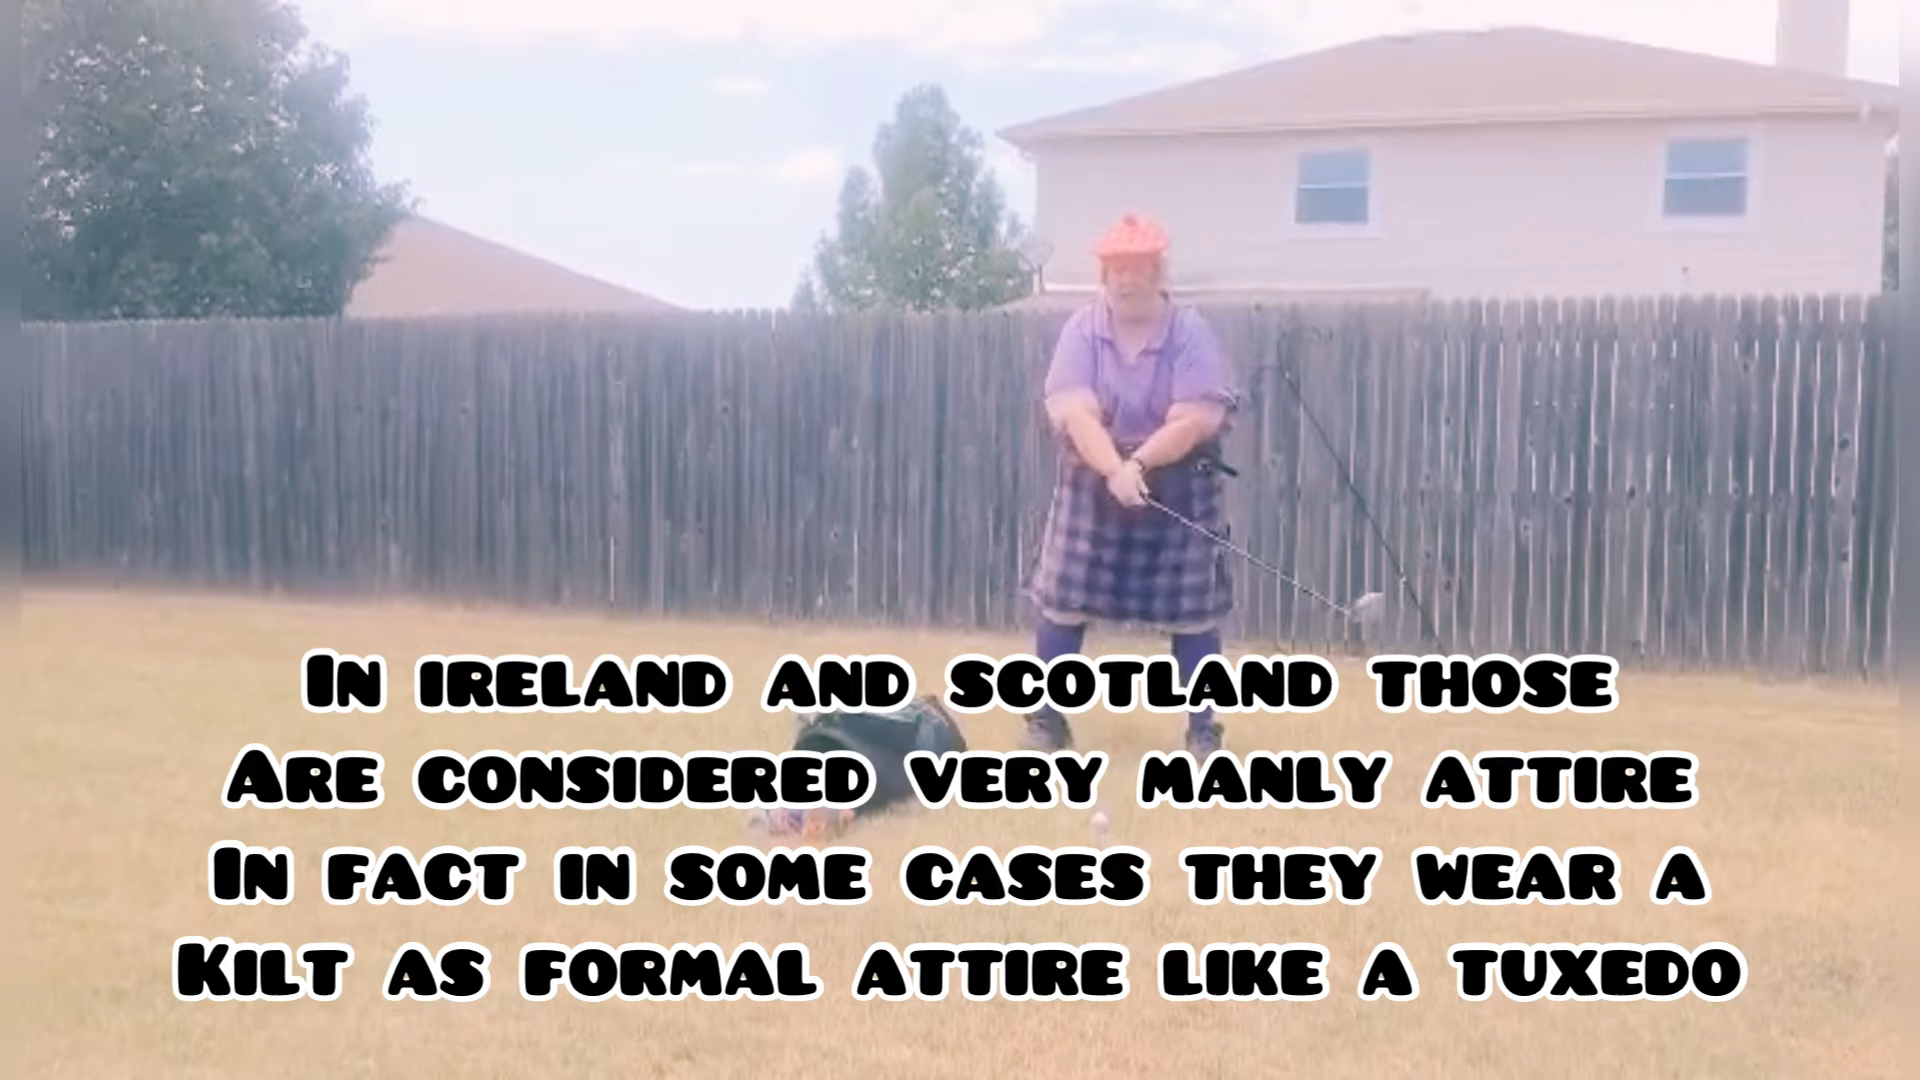 In ireland and scotland those
Are considered very manly attire
In fact in some cases they wear a
Kilt as formal attire like a tuxedo